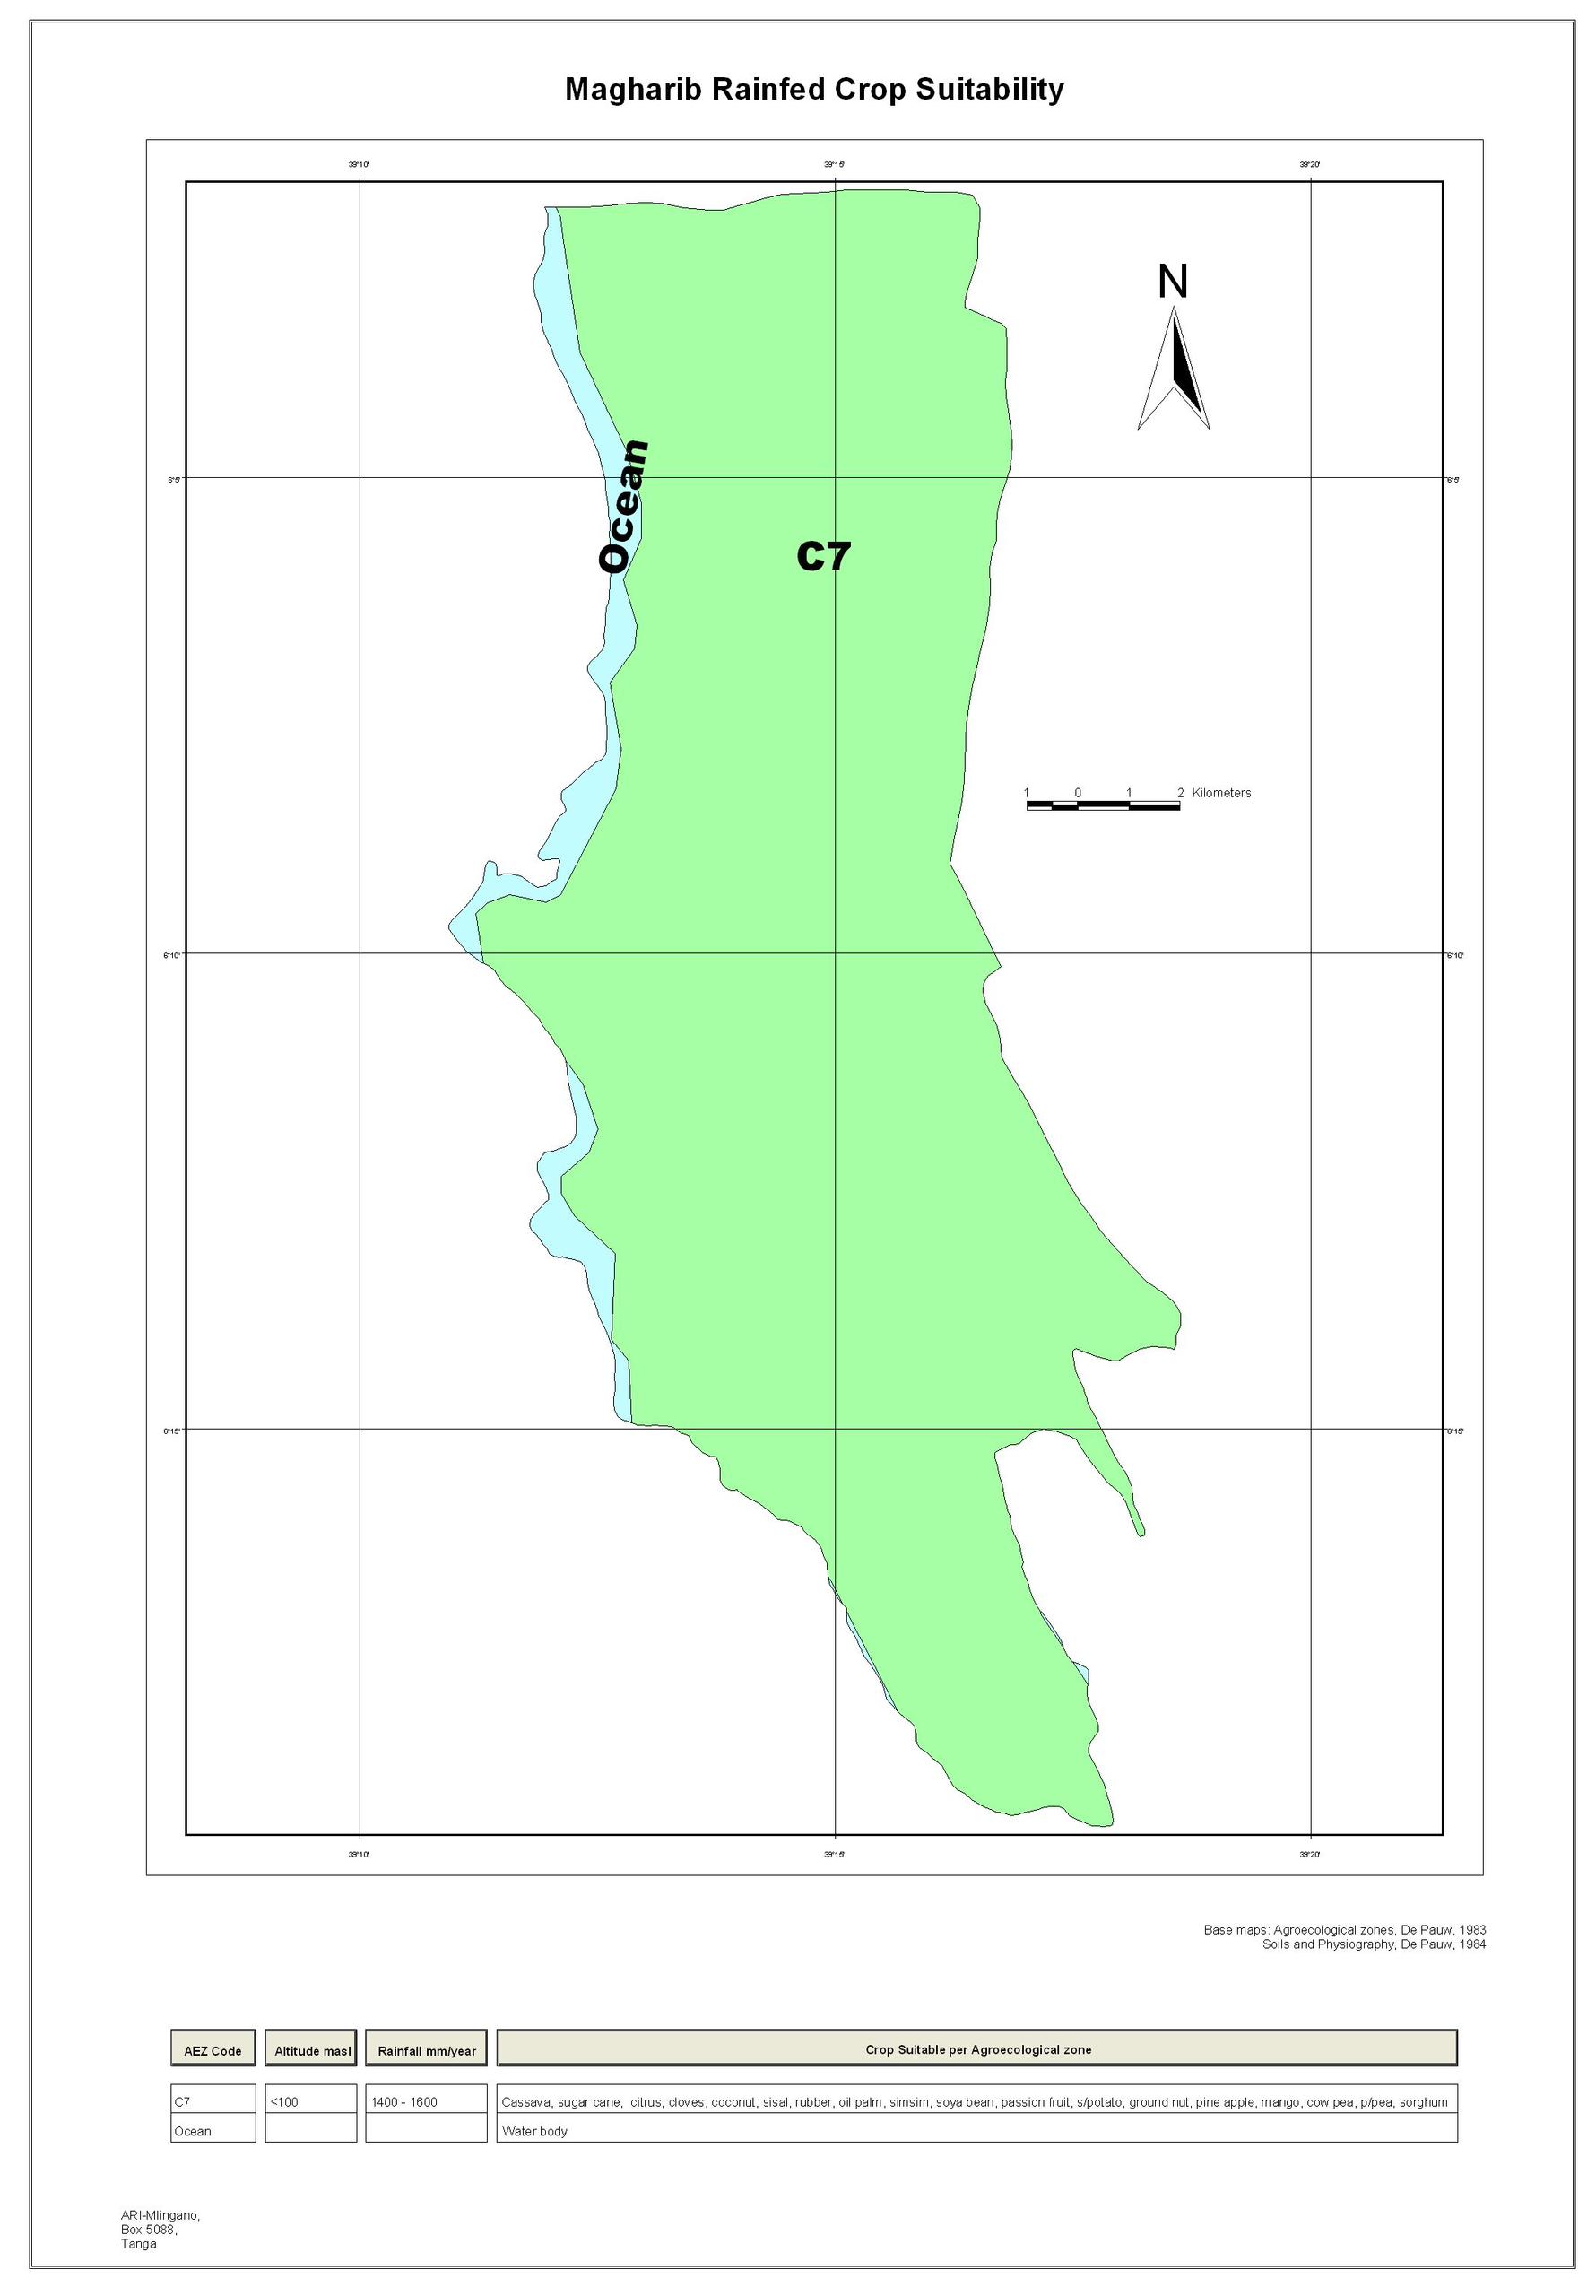 Magharib Rainfed Crop Suitability
39°10' 39°15' 39°20'
N
Ocean
6°5' 6°5'
C7
1 0 1 2 Kilometers
6°10' 6°10'
6°15' 6°15'
39°10' 39°15' 39°20'
Base maps: Agroecological zones, De Pauw, 1983
Soils and Physiography, De Pauw, 1984
AEZ Code Altitude masl Rainfall mm/year Crop Suitable per Agroecological zone
C7 <100 1400 - 1600 Cassava, sugar cane, citrus, cloves, coconut, sisal, rubber, oil palm, simsim, soya bean, passion fruit, s/potato, ground nut, pine apple, mango, cow pea, p/pea, sorghum
Ocean Water body
ARI-Mlingano,
Box 5088,
Tanga